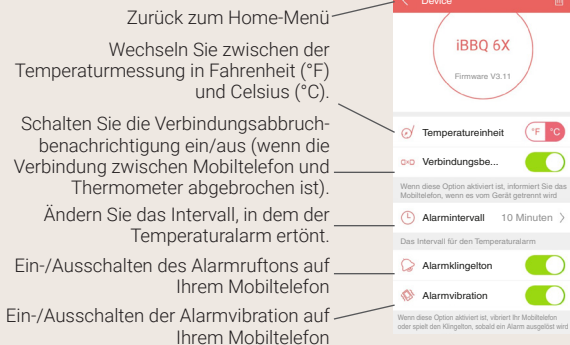 Zurück zum Home-Menü
Wechseln Sie zwischen der
Temperaturmessung in Fahrenheit (°F)
und Celsius (°C).
Schalten Sie die Verbindungsabbruch-
benachrichtigung ein/aus (wenn die
Verbindung zwischen Mobiltelefon und
Thermometer abgebrochen ist).
Ändern Sie das Intervall, in dem der
Temperaturalarm ertönt.
Ein-/Ausschalten des Alarmruftons auf
Ihrem Mobiltelefon
Ein-/Ausschalten der Alarmvibration auf
Ihrem Mobiltelefon
Device
iBBQ 6X
Firmware V3.11
Temperatureinheit °F °C
Verbindungsbe...
Wenn diese Option aktiviert ist, informiert Sie das
Mobiltelefon, wenn es vom Gerät getrennt wird
Alarmintervall 10 Minuten >
Das Intervall für den Temperaturalarm
Alarmklingelton
Alarmvibration
Wenn diese Option aktiviert ist, vibriert Ihr Mobiltelefon
oder spielt den Klingelton, sobald ein Alarm ausgelöst wird